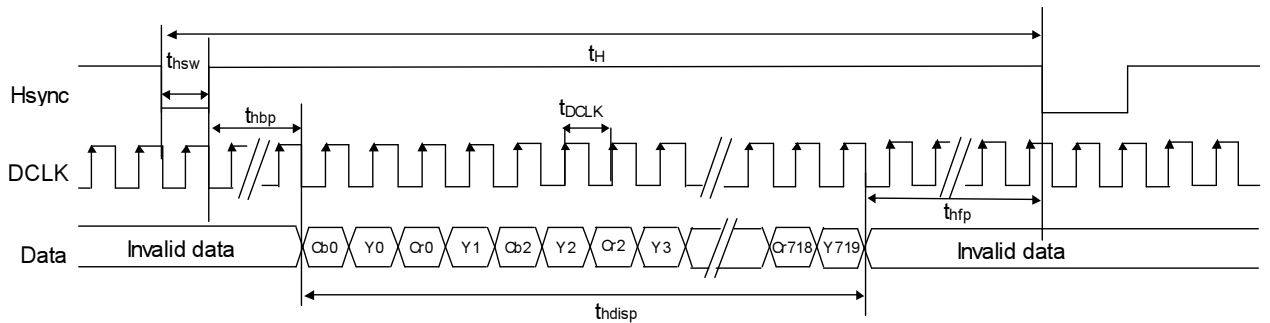 tH
thsw
Hsync
thbp
tDCLK
DCLK
thfp
Data Invalid data Cb0 Y0 Cr0 Y1 Cb2 Y2 Cr2 Y3 Cr718 Y719 Invalid data
thdisp